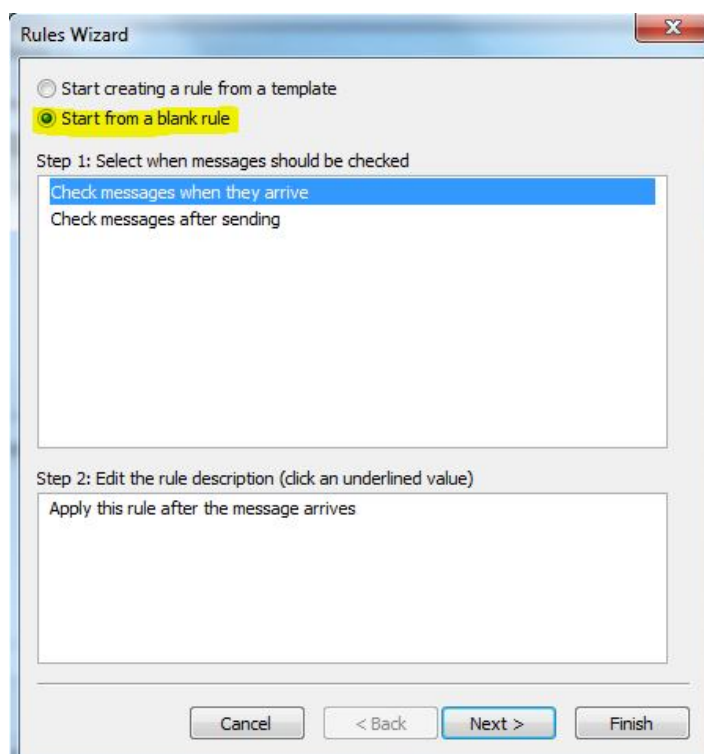 Rules Wizard
Start creating a rule from a template
Start from a blank rule
Step 1: Select when messages should be checked
Check messages when they arrive
Check messages after sending
Step 2: Edit the rule description (click an underlined value)
Apply this rule after the message arrives
Cancel
< Back
Next >
Finish